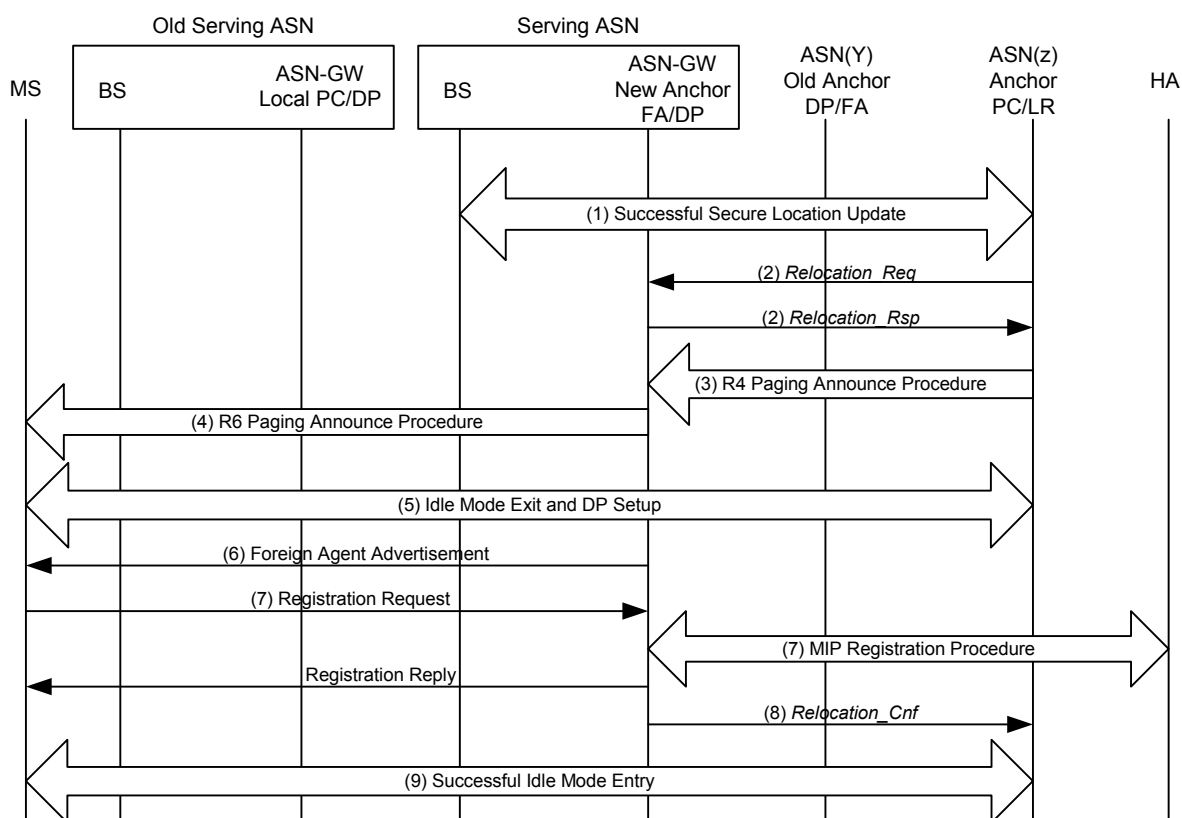 Old Serving ASN
Serving ASN
MS
BS
ASN-GW
Local PC/DP
BS
ASN-GW
New Anchor
FA/DP
ASN(Y)
Old Anchor
DP/FA
ASN(z)
Anchor
PC/LR
HA
(1) Successful Secure Location Update
(2) Relocation_Req
(2) Relocation_Rsp
(3) R4 Paging Announce Procedure
(4) R6 Paging Announce Procedure
(5) Idle Mode Exit and DP Setup
(6) Foreign Agent Advertisement
(7) Registration Request
(7) MIP Registration Procedure
Registration Reply
(8) Relocation_Cnf
(9) Successful Idle Mode Entry